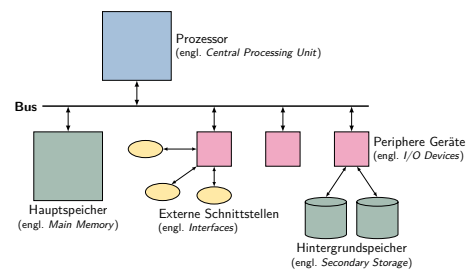 Prozessor
(engl. Central Processing Unit)
Bus
Periphere Geräte
(engl. I/O Devices)
Hauptspeicher
(engl. Main Memory)
Externe Schnittstellen
(engl. Interfaces)
Hintergrundspeicher
(engl. Secondary Storage)